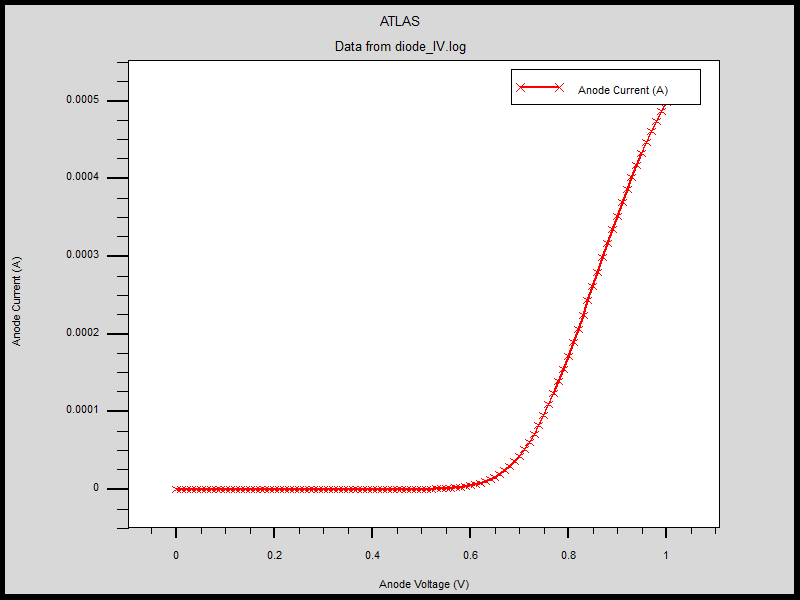 ATLAS
Data from diode_IV.log
Anode Current (A)
0.0005
0.0004
0.0003
0.0002
0.0001
0
Anode Current (A)
0 0.2 0.4 0.6 0.8 1
Anode Voltage (V)